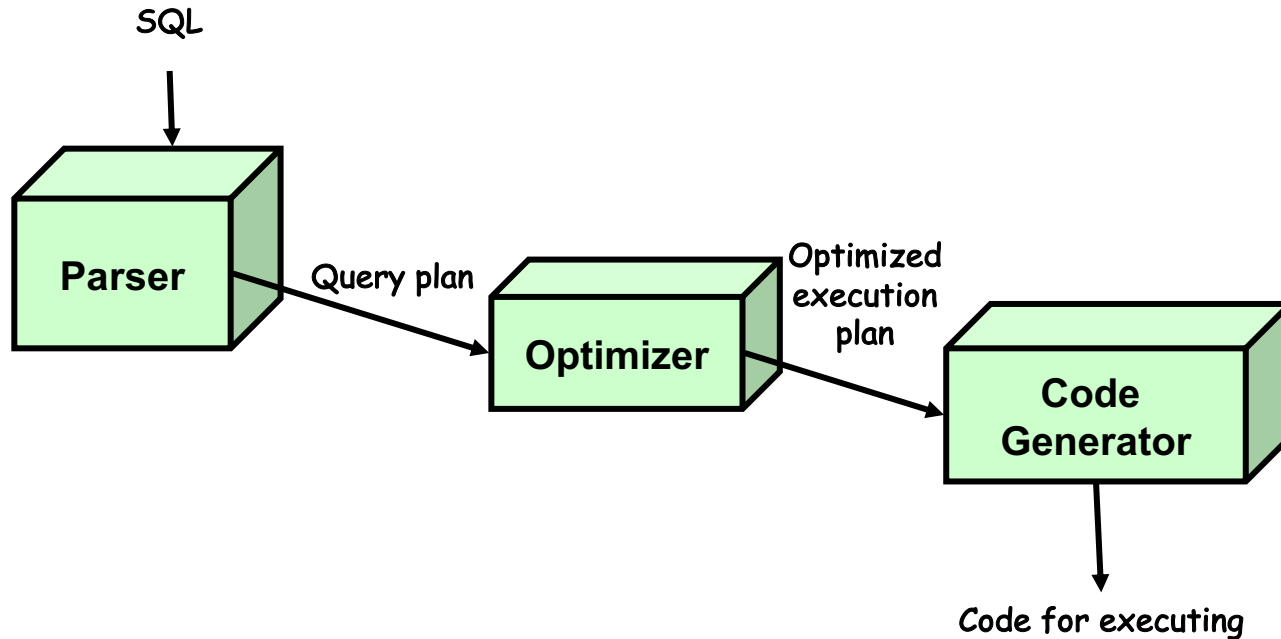 SQL
Parser
Query plan
Optimizer
Optimized
execution
plan
Code
Generator
Code for executing